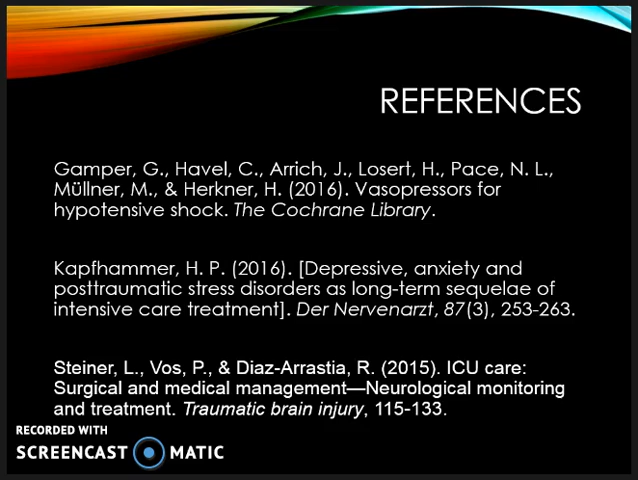 REFERENCES
Gamper, G., Havel, C., Arrich, J., Losert, H., Pace, N. L.,
Müllner, M., & Herkner, H. (2016). Vasopressors for
hypotensive shock. The Cochrane Library.
Kapfhammer, H. P. (2016). [Depressive, anxiety and
posttraumatic stress disorders as long-term sequelae of
intensive care treatment]. Der Nervenarzt, 87(3), 253-263.
Steiner, L., Vos, P., & Diaz-Arrastia, R. (2015). ICU care:
Surgical and medical management—Neurological monitoring
and treatment. Traumatic brain injury, 115-133.
RECORDED WITH
SCREENCAST MATIC